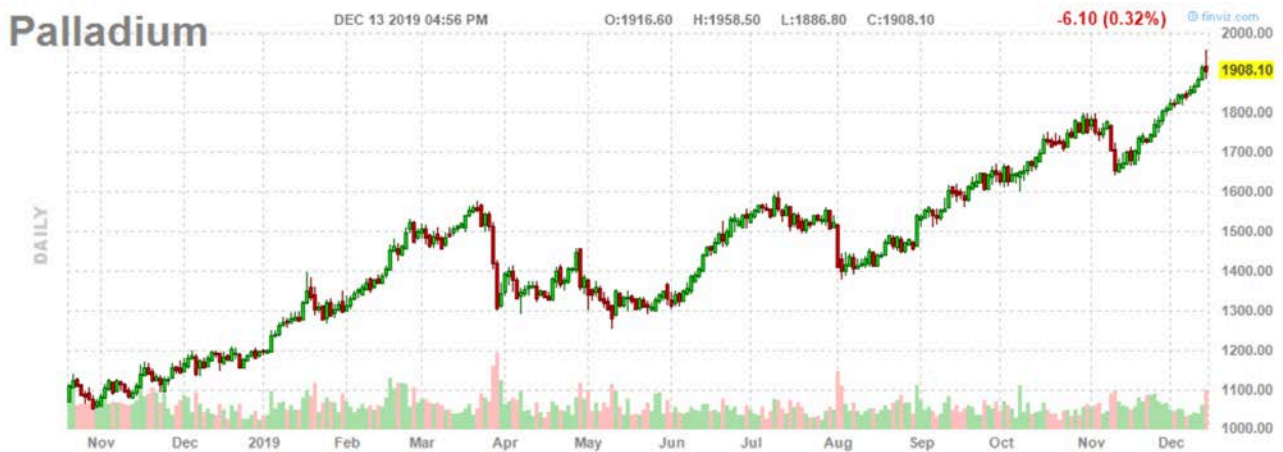 Palladium
DEC 13 2019 04:56 PM O:1916.60 H:1958.50 L:1886.80 C:1908.10 -6.10 (0.32%) © finviz.com
DAILY
2000.00
1908.10
1800.00
1700.00
1600.00
1500.00
1400.00
1300.00
1200.00
1100.00
1000.00
Nov Dec 2019 Feb Mar Apr May Jun Jul Aug Sep Oct Nov Dec